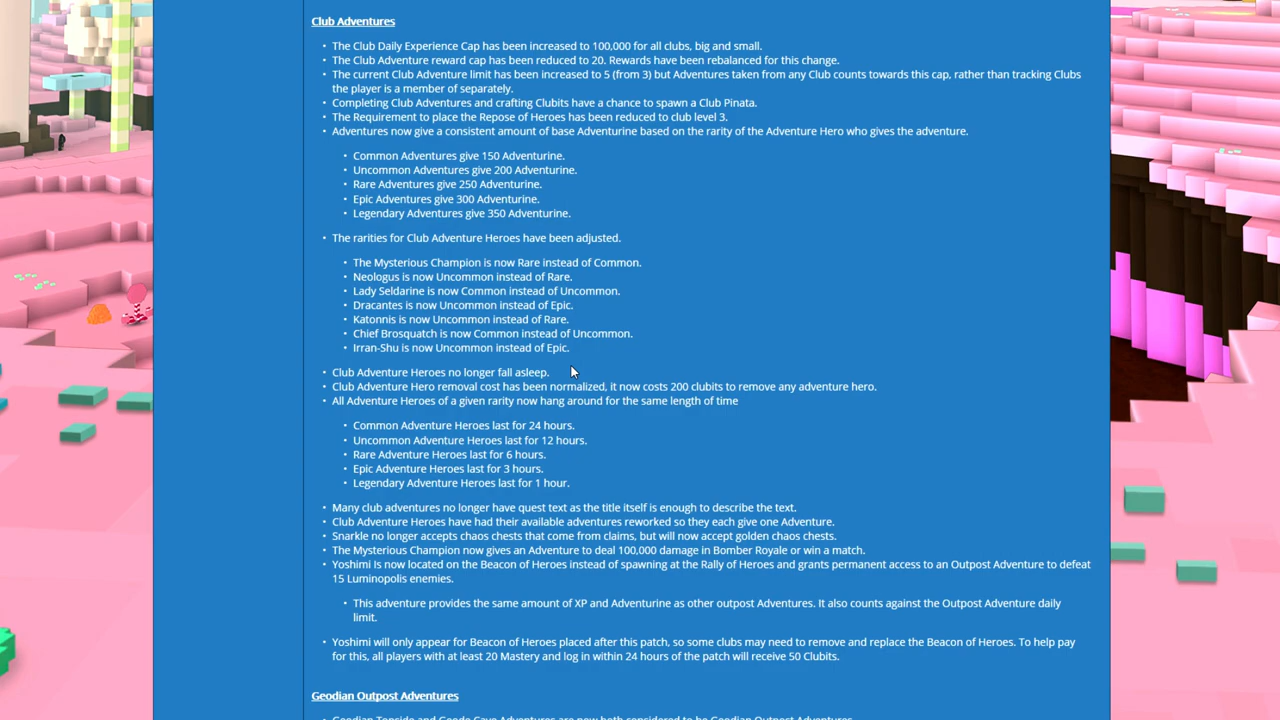 Club Adventures
• The Club Daily Experience Cap has been increased to 100,000 for all clubs, big and small.
• The Club Adventure reward cap has been reduced to 20. Rewards have been rebalanced for this change.
• The current Club Adventure limit has been increased to 5 (from 3) but Adventures taken from any Club counts towards this cap, rather than tracking Clubs
the player is a member of separately.
• Completing Club Adventures and crafting Clubits have a chance to spawn a Club Pinata.
• The Requirement to place the Repose of Heroes has been reduced to club level 3.
• Adventures now give a consistent amount of base Adventurine based on the rarity of the Adventure Hero who gives the adventure.
• Common Adventures give 150 Adventurine.
• Uncommon Adventures give 200 Adventurine.
• Rare Adventures give 250 Adventurine.
• Epic Adventures give 300 Adventurine.
• Legendary Adventures give 350 Adventurine.
• The rarities for Club Adventure Heroes have been adjusted.
• The Mysterious Champion is now Rare instead of Common.
• Neologus is now Uncommon instead of Rare.
• Lady Seldarine is now Common instead of Uncommon.
• Dracantes is now Uncommon instead of Epic.
• Katonnis is now Uncommon instead of Rare.
• Chief Brosquatch is now Common instead of Uncommon.
• Irran-Shu is now Uncommon instead of Epic.
• Club Adventure Heroes no longer fall asleep.
• Club Adventure Hero removal cost has been normalized, it now costs 200 clubits to remove any adventure hero.
• All Adventure Heroes of a given rarity now hang around for the same length of time
• Common Adventure Heroes last for 24 hours.
• Uncommon Adventure Heroes last for 12 hours.
• Rare Adventure Heroes last for 6 hours.
• Epic Adventure Heroes last for 3 hours.
• Legendary Adventure Heroes last for 1 hour.
• Many club adventures no longer have quest text as the title itself is enough to describe the text.
• Club Adventure Heroes have had their available adventures reworked so they each give one Adventure.
• Snarkle no longer accepts chaos chests that come from claims, but will now accept golden chaos chests.
• The Mysterious Champion now gives an Adventure to deal 100,000 damage in Bomber Royale or win a match.
• Yoshimi Is now located on the Beacon of Heroes instead of spawning at the Rally of Heroes and grants permanent access to an Outpost Adventure to defeat
15 Luminopolis enemies.
• This adventure provides the same amount of XP and Adventurine as other outpost Adventures. It also counts against the Outpost Adventure daily
limit.
• Yoshimi will only appear for Beacon of Heroes placed after this patch, so some clubs may need to remove and replace the Beacon of Heroes. To help pay
for this, all players with at least 20 Mastery and log in within 24 hours of the patch will receive 50 Clubits.
Geodian Outpost Adventures
• Geodian Topside and Geode Cave Adventures are now both considered to be Geodian Outpost Adventures.